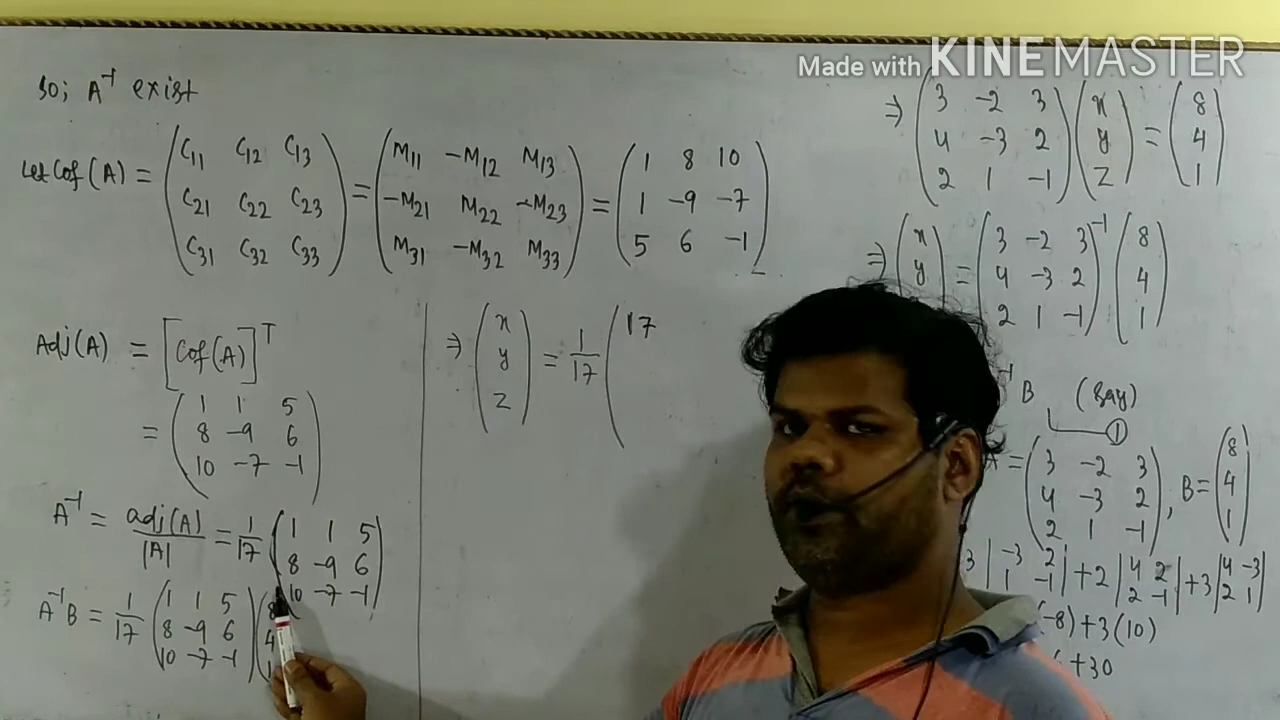 Made with KINEMASTER
So; A⁻¹ exist
Let Cof(A) = (C₁₁ C₁₂ C₁₃ = (M₁₁ -M₁₂ M₁₃ = (1 8 10
C₂₁ C₂₂ C₂₃ -M₂₁ M₂₂ -M₂₃ 1 -9 -7
C₃₁ C₃₂ C₃₃) M₃₁ -M₃₂ M₃₃) 5 6 -1)
Adj(A) = [Cof(A)]ᵀ
= (1 1 5
8 -9 6
10 -7 -1)
A⁻¹ = adj(A)/|A| = 1/17 (1 1 5
8 -9 6
10 -7 -1)
A⁻¹B = 1/17 (1 1 5
8 -9 6
10 -7 -1) (8
4
1
⇒ (x y z) = 1/17 (17
⇒ (3 -2 3 (x = (8
4 -3 2 y 4
2 1 -1) z) 1)
⇒ (x = (3 -2 3 ⁻¹ (8
y 4 -3 2 4
2 1 -1) 1)
⁻¹ B (Say)
①
A = (3 -2 3 , B = (8
4 -3 2 4
2 1 -1) 1)
3 |-3 2| + 2 |4 2| + 3 |4 -3|
|1 -1| |2 -1| |2 1|
(-8) + 3(10)
+30